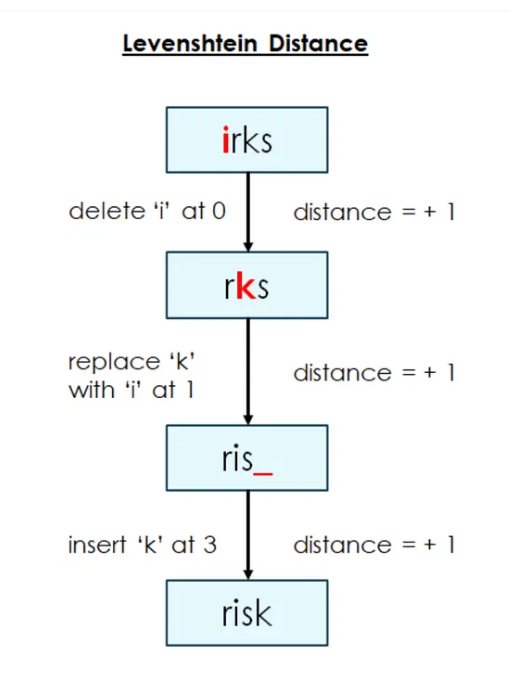 Levenshtein Distance
irks
delete ‘i’ at 0
distance = + 1
rks
replace ‘k’
with ‘i’ at 1
distance = + 1
ris_
insert ‘k’ at 3
distance = + 1
risk